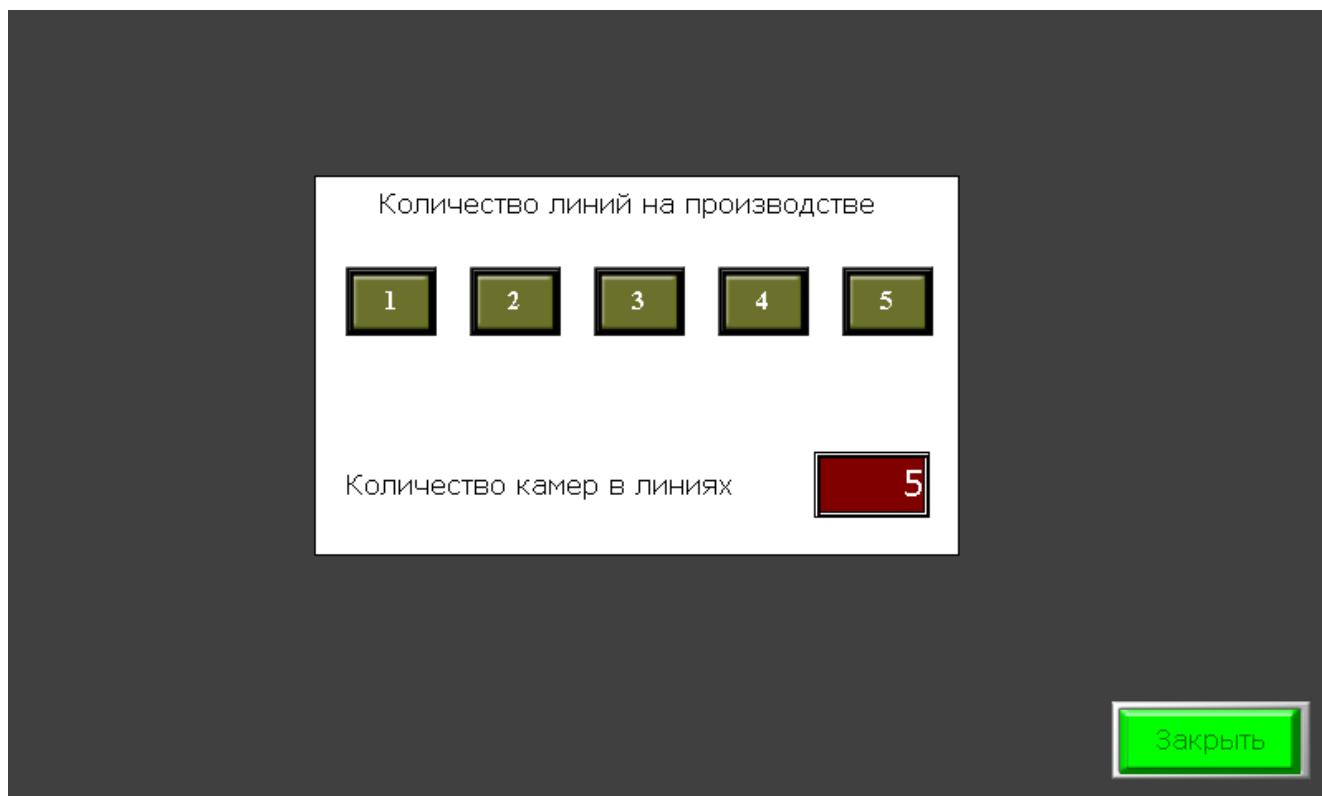 Количество линий на производстве
1 2 3 4 5
Количество камер в линиях 5
Закрыть